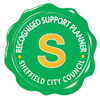 RECOGNISED SUPPORT PLANNER
S
SHEFFIELD CITY COUNCIL